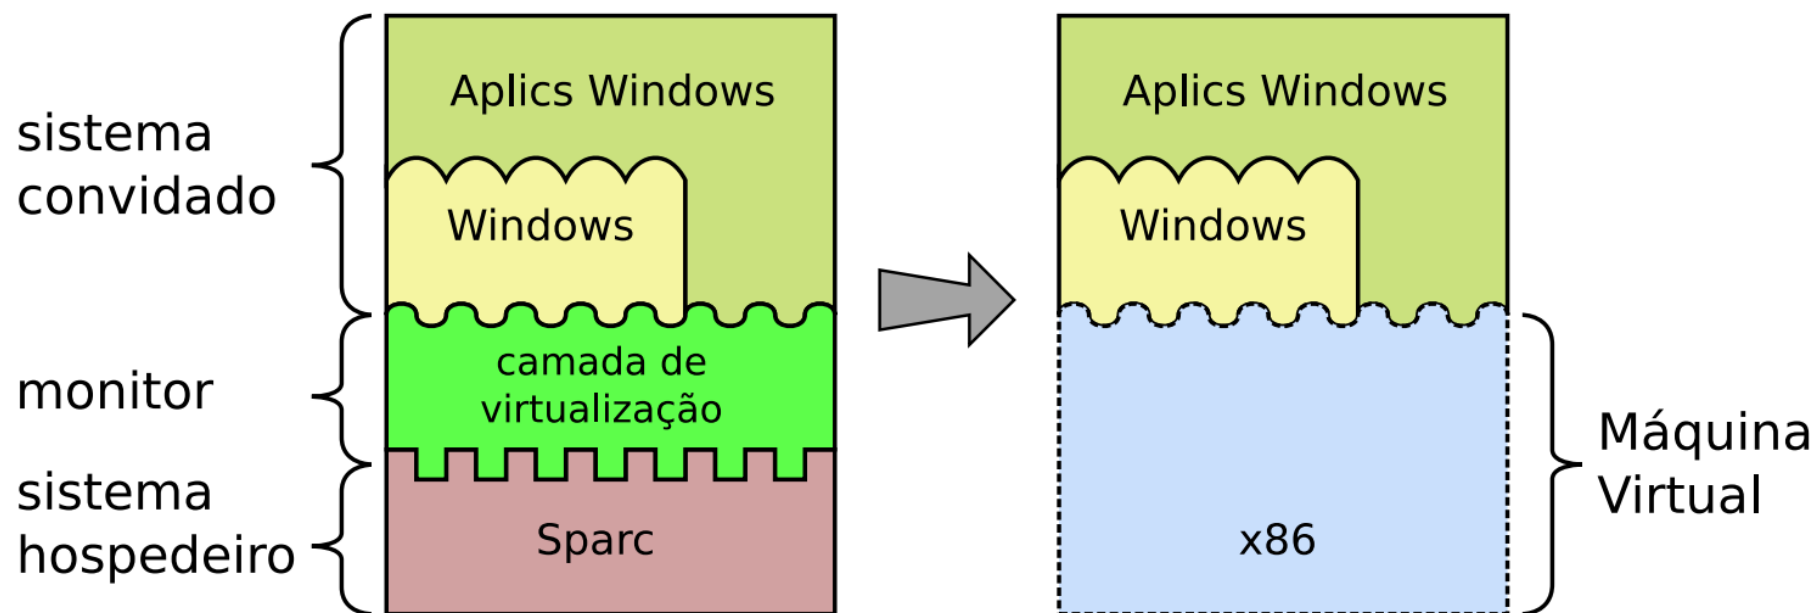 sistema
convidado
Aplics Windows
Windows
monitor
camada de
virtualização
sistema
hospedeiro
Sparc
Aplics Windows
Windows
x86
Máquina
Virtual